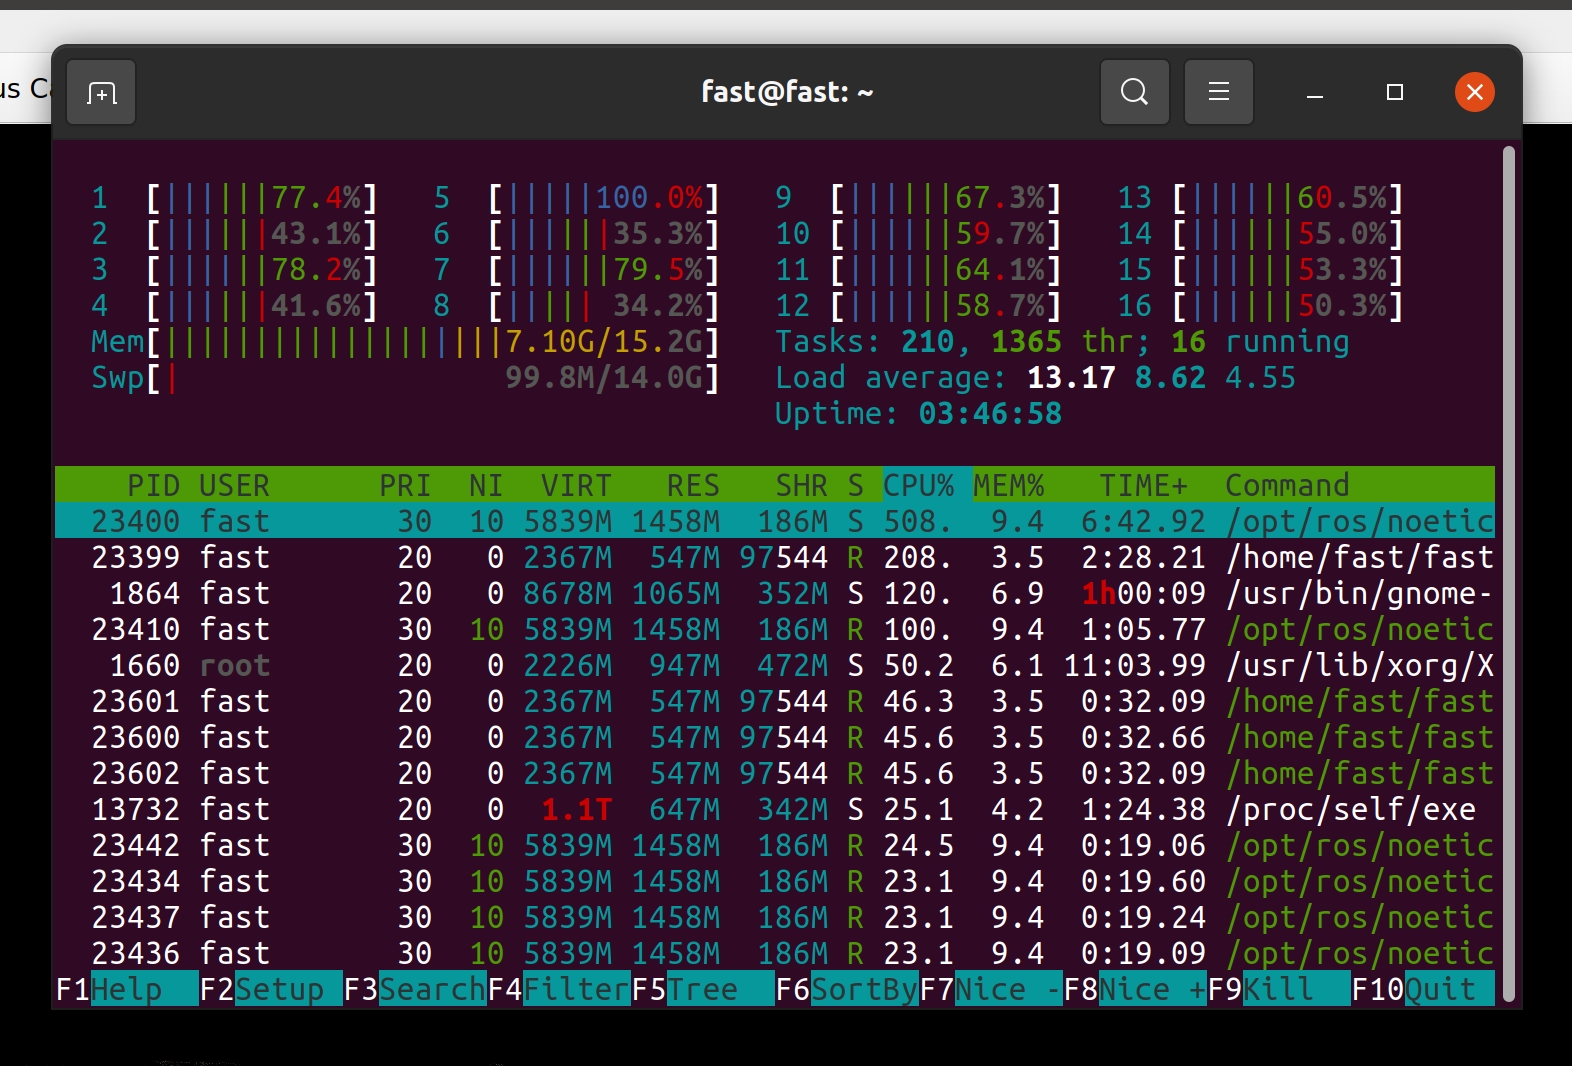 us Ca
fast@fast: ~
1 [||||||77.4%] 5 [|||||100.0%] 9 [|||||||67.3%] 13 [||||||60.5%]
2 [||||||43.1%] 6 [||||||35.3%] 10 [||||||59.7%] 14 [||||||55.0%]
3 [||||||78.2%] 7 [||||||79.5%] 11 [||||||64.1%] 15 [||||||53.3%]
4 [||||||41.6%] 8 [||||| 34.2%] 12 [||||||58.7%] 16 [||||||50.3%]
Mem[|||||||||||||||||||7.10G/15.2G] Tasks: 210, 1365 thr; 16 running
Swp[| 99.8M/14.0G] Load average: 13.17 8.62 4.55
Uptime: 03:46:58
PID USER PRI NI VIRT RES SHR S CPU% MEM% TIME+ Command
23400 fast 30 10 5839M 1458M 186M S 508. 9.4 6:42.92 /opt/ros/noetic
23399 fast 20 0 2367M 547M 97544 R 208. 3.5 2:28.21 /home/fast/fast
1864 fast 20 0 8678M 1065M 352M S 120. 6.9 1h00:09 /usr/bin/gnome-
23410 fast 30 10 5839M 1458M 186M R 100. 9.4 1:05.77 /opt/ros/noetic
1660 root 20 0 2226M 947M 472M S 50.2 6.1 11:03.99 /usr/lib/xorg/X
23601 fast 20 0 2367M 547M 97544 R 46.3 3.5 0:32.09 /home/fast/fast
23600 fast 20 0 2367M 547M 97544 R 45.6 3.5 0:32.66 /home/fast/fast
23602 fast 20 0 2367M 547M 97544 R 45.6 3.5 0:32.09 /home/fast/fast
13732 fast 20 0 1.1T 647M 342M S 25.1 4.2 1:24.38 /proc/self/exe
23442 fast 30 10 5839M 1458M 186M R 24.5 9.4 0:19.06 /opt/ros/noetic
23434 fast 30 10 5839M 1458M 186M R 23.1 9.4 0:19.60 /opt/ros/noetic
23437 fast 30 10 5839M 1458M 186M R 23.1 9.4 0:19.24 /opt/ros/noetic
23436 fast 30 10 5839M 1458M 186M R 23.1 9.4 0:19.09 /opt/ros/noetic
F1Help F2Setup F3SearchF4FilterF5Tree F6SortByF7Nice -F8Nice +F9Kill F10Quit